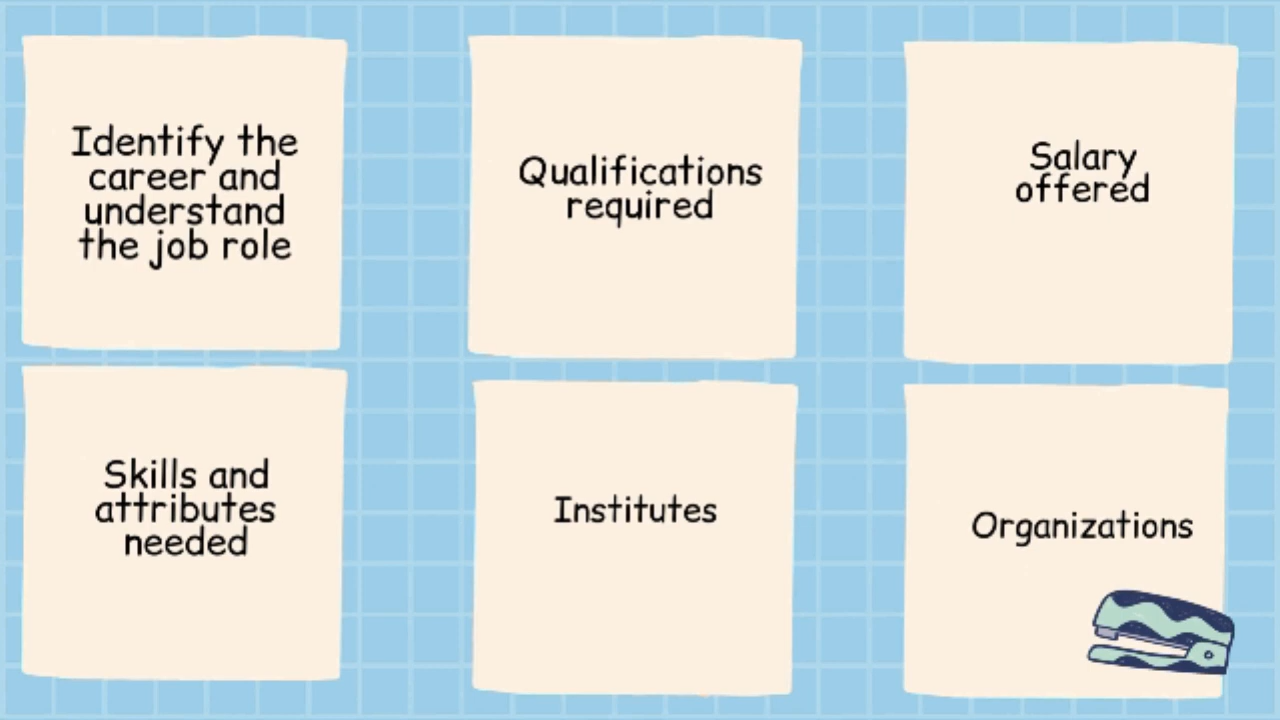 Identify the
career and
understand
the job role
Qualifications
required
Salary
offered
Skills and
attributes
needed
Institutes
Organizations